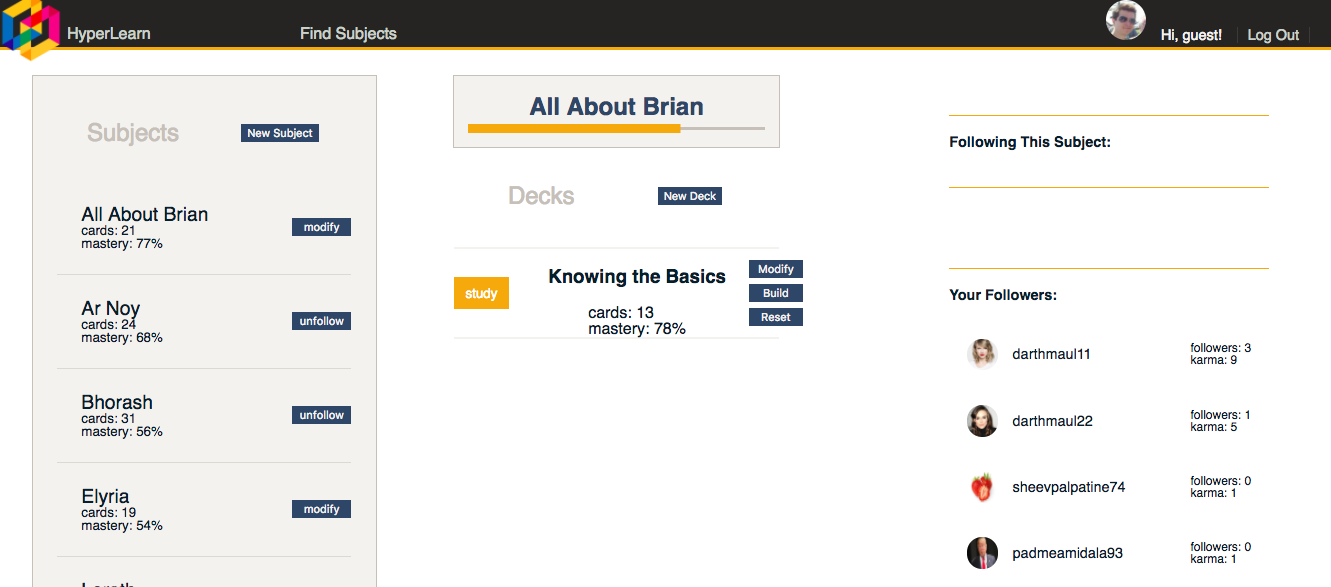 HyperLearn
Find Subjects
Hi, guest!
Log Out
Subjects
New Subject
All About Brian
cards: 21
mastery: 77%
modify
Ar Noy
cards: 24
mastery: 68%
unfollow
Bhorash
cards: 31
mastery: 56%
unfollow
Elyria
cards: 19
mastery: 54%
modify
All About Brian
Decks
New Deck
study
Knowing the Basics
cards: 13
mastery: 78%
Modify
Build
Reset
Following This Subject:
Your Followers:
darthmaul11
followers: 3
karma: 9
darthmaul22
followers: 1
karma: 5
sheevpalpatine74
followers: 0
karma: 1
padmeamidala93
followers: 0
karma: 1